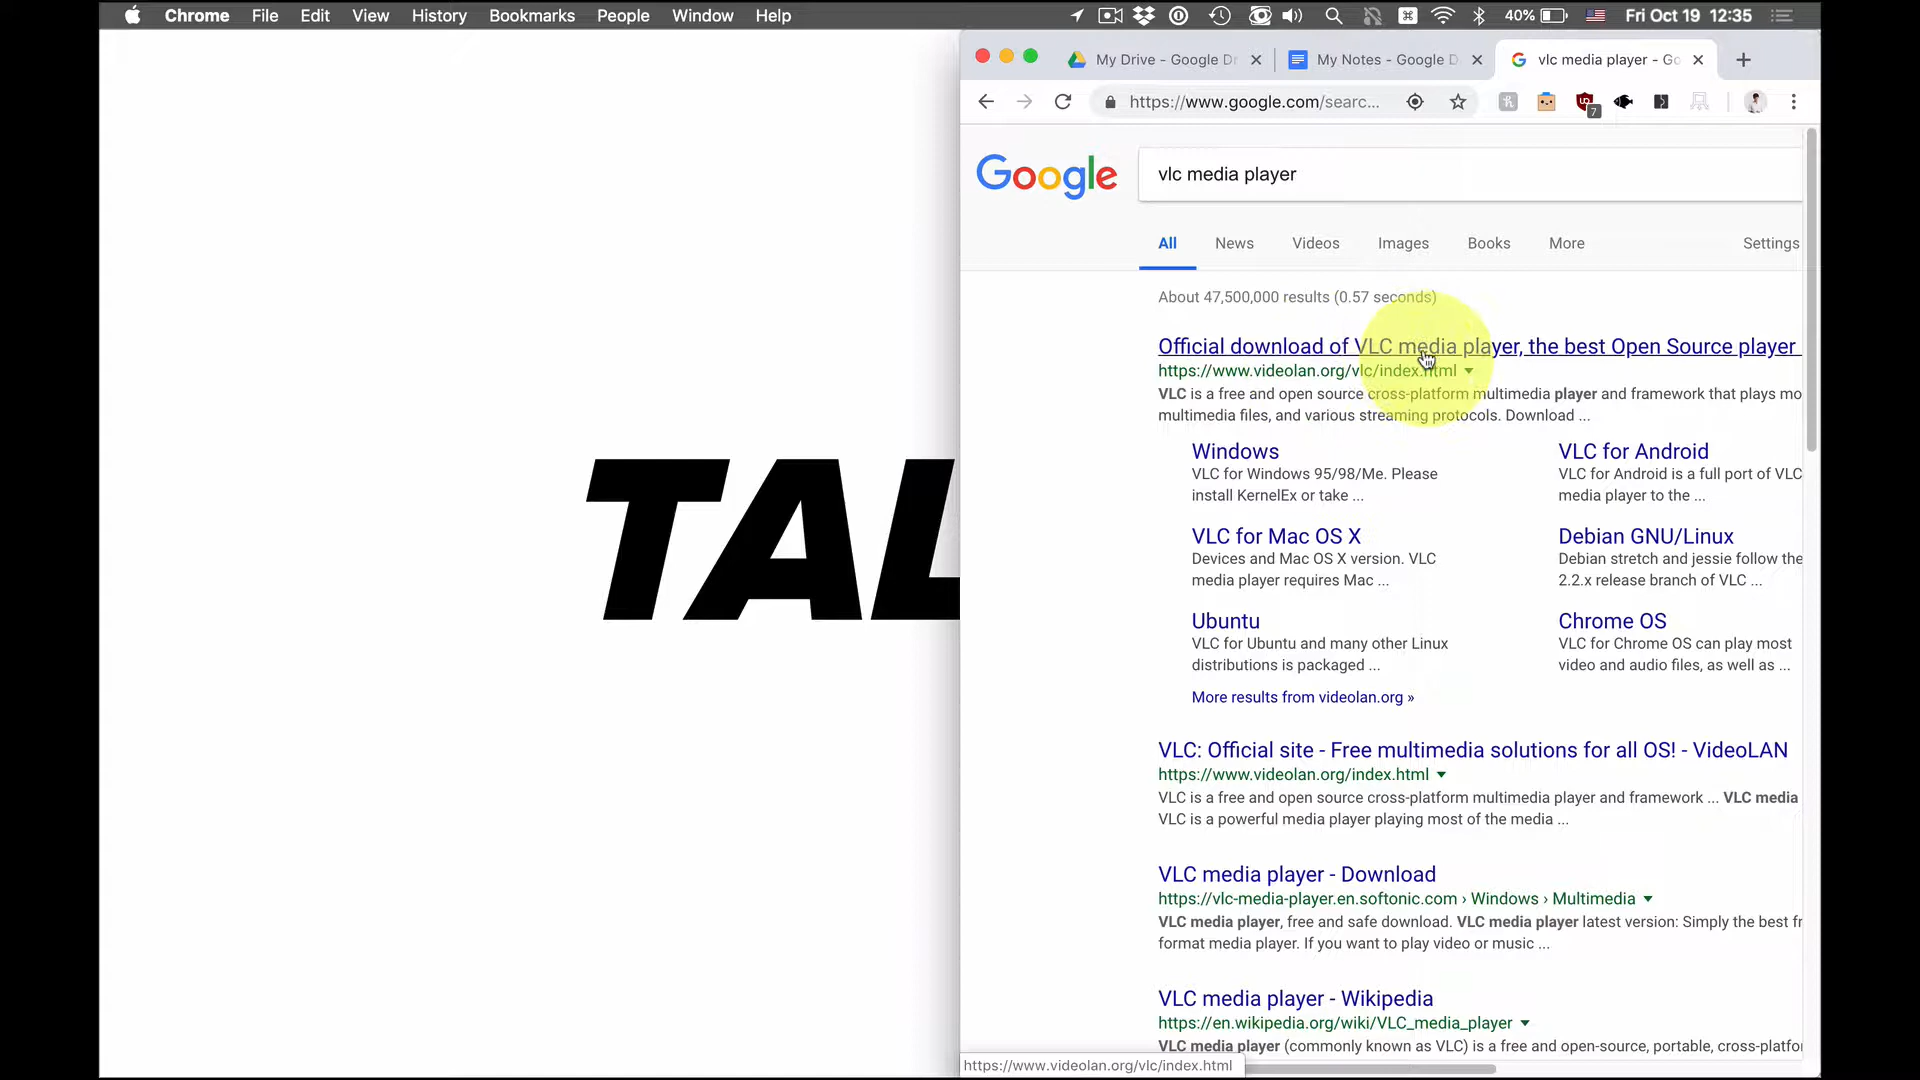 Chrome File Edit View History Bookmarks People Window Help 40% Fri Oct 19 12:35
My Drive - Google Dr My Notes - Google D vlc media player - Go
https://www.google.com/searc... 7
Google vlc media player
All News Videos Images Books More Settings
About 47,500,000 results (0.57 seconds)
Official download of VLC media player, the best Open Source player
https://www.videolan.org/vlc/index.html
VLC is a free and open source cross-platform multimedia player and framework that plays mo
multimedia files, and various streaming protocols. Download ...
Windows
VLC for Windows 95/98/Me. Please
install KernelEx or take ...
VLC for Android
VLC for Android is a full port of VLC
media player to the ...
VLC for Mac OS X
Devices and Mac OS X version. VLC
media player requires Mac ...
Debian GNU/Linux
Debian stretch and jessie follow the
2.2.x release branch of VLC ...
Ubuntu
VLC for Ubuntu and many other Linux
distributions is packaged ...
Chrome OS
VLC for Chrome OS can play most
video and audio files, as well as ...
More results from videolan.org »
VLC: Official site - Free multimedia solutions for all OS! - VideoLAN
https://www.videolan.org/index.html
VLC is a free and open source cross-platform multimedia player and framework ... VLC media
VLC is a powerful media player playing most of the media ...
VLC media player - Download
https://vlc-media-player.en.softonic.com › Windows › Multimedia
VLC media player, free and safe download. VLC media player latest version: Simply the best fr
format media player. If you want to play video or music ...
VLC media player - Wikipedia
https://en.wikipedia.org/wiki/VLC_media_player
VLC media player (commonly known as VLC) is a free and open-source, portable, cross-platfor
https://www.videolan.org/vlc/index.html
TAL